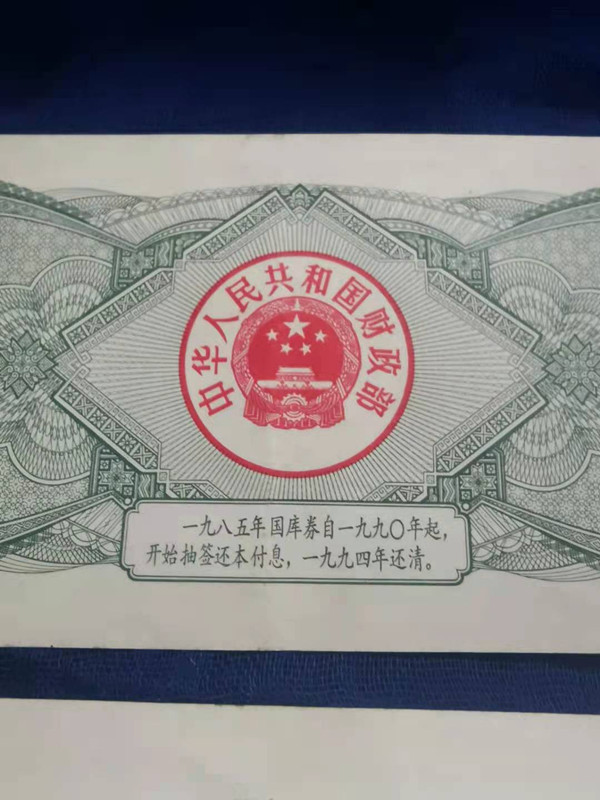 中华人民共和国财政部
一九八五年国库券自一九九〇年起，
开始抽签还本付息，一九九四年还清。